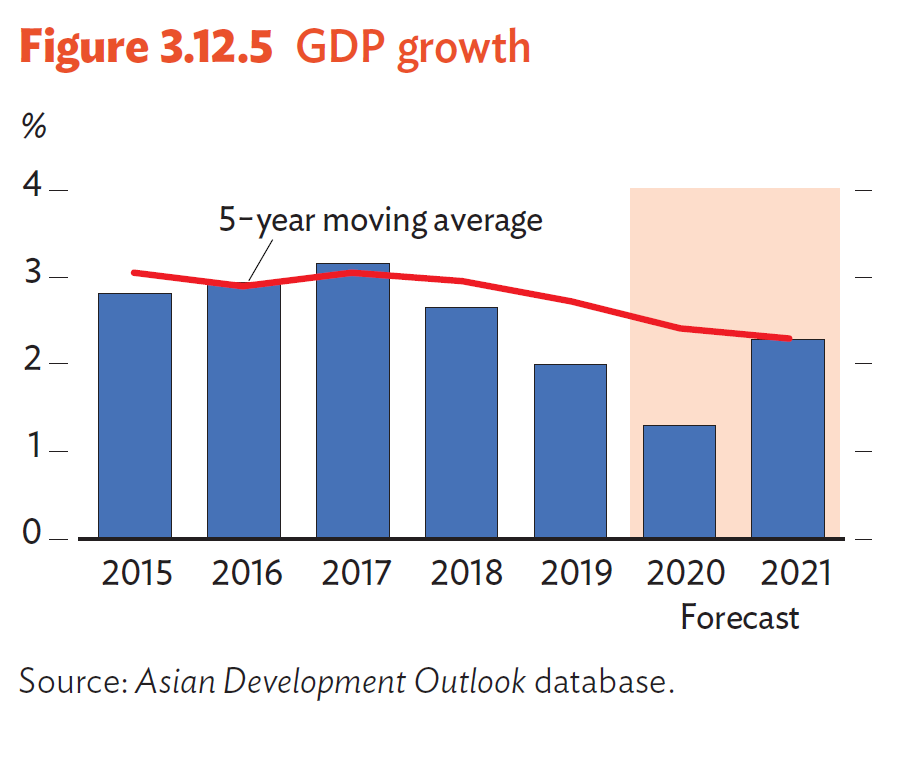 Figure 3.12.5 GDP growth
%
4
5-year moving average
3
2
1
0
2015 2016 2017 2018 2019 2020 2021
Forecast
Source: Asian Development Outlook database.